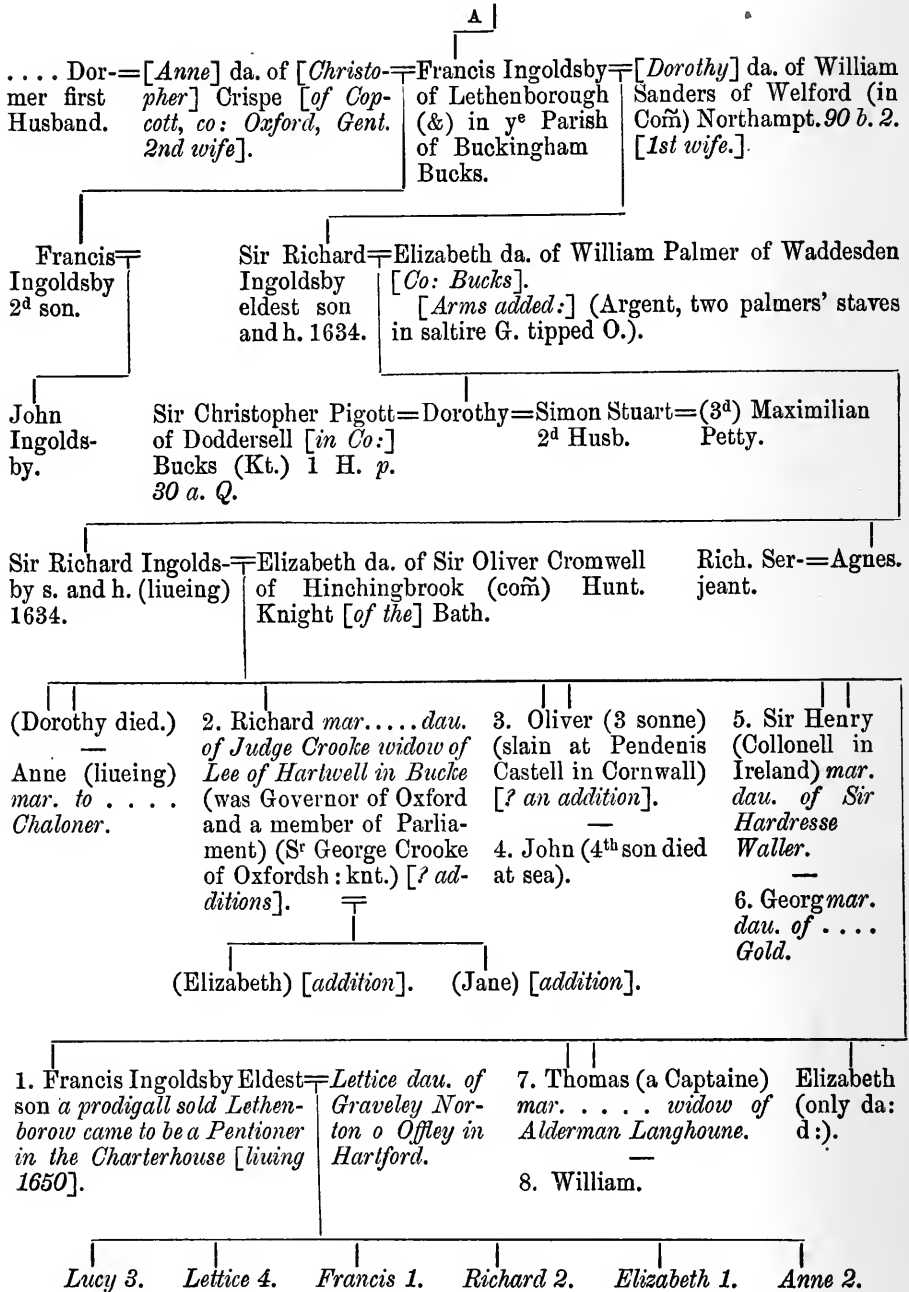 A
. . . . Dor-=[Anne] da. of [Christo-=Francis Ingoldsby=[Dorothy] da. of William
mer first pher] Crispe [of Cop- of Lethenborough Sanders of Welford (in
Husband. cott, co: Oxford, Gent. (&) in yᵉ Parish Com̃) Northampt. 90 b. 2.
2nd wife]. of Buckingham [1st wife.]
Bucks.
Francis= Sir Richard=Elizabeth da. of William Palmer of Waddesden
Ingoldsby Ingoldsby [Co: Bucks].
2ᵈ son. eldest son [Arms added:] (Argent, two palmers' staves
and h. 1634. in saltire G. tipped O.).
John Sir Christopher Pigott=Dorothy=Simon Stuart=(3ᵈ) Maximilian
Ingolds- of Doddersell [in Co:] 2ᵈ Husb. Petty.
by. Bucks (Kt.) 1 H. p.
30 a. Q.
Sir Richard Ingolds-=Elizabeth da. of Sir Oliver Cromwell Rich. Ser-=Agnes.
by s. and h. (liueing) of Hinchingbrook (com̃) Hunt. jeant.
1634. Knight [of the] Bath.
(Dorothy died.) 2. Richard mar.....dau. 3. Oliver (3 sonne) 5. Sir Henry
— of Judge Crooke widow of (slain at Pendenis (Collonell in
Anne (liueing) Lee of Hartwell in Bucke Castell in Cornwall) Ireland) mar.
mar. to . . . . (was Governor of Oxford [? an addition]. dau. of Sir
Chaloner. and a member of Parlia- — Hardresse
ment) (Sʳ George Crooke 4. John (4ᵗʰ son died Waller.
of Oxfordsh: knt.) [? ad- at sea). —
ditions]. = 6. Georg mar.
dau. of . . . .
Gold.
(Elizabeth) [addition]. (Jane) [addition].
1. Francis Ingoldsby Eldest=Lettice dau. of 7. Thomas (a Captaine) Elizabeth
son a prodigall sold Lethen- Graveley Nor- mar. . . . . widow of (only da:
borow came to be a Pentioner ton o Offley in Alderman Langhoune. d:).
in the Charterhouse [liuing Hartford. —
1650]. 8. William.
Lucy 3. Lettice 4. Francis 1. Richard 2. Elizabeth 1. Anne 2.